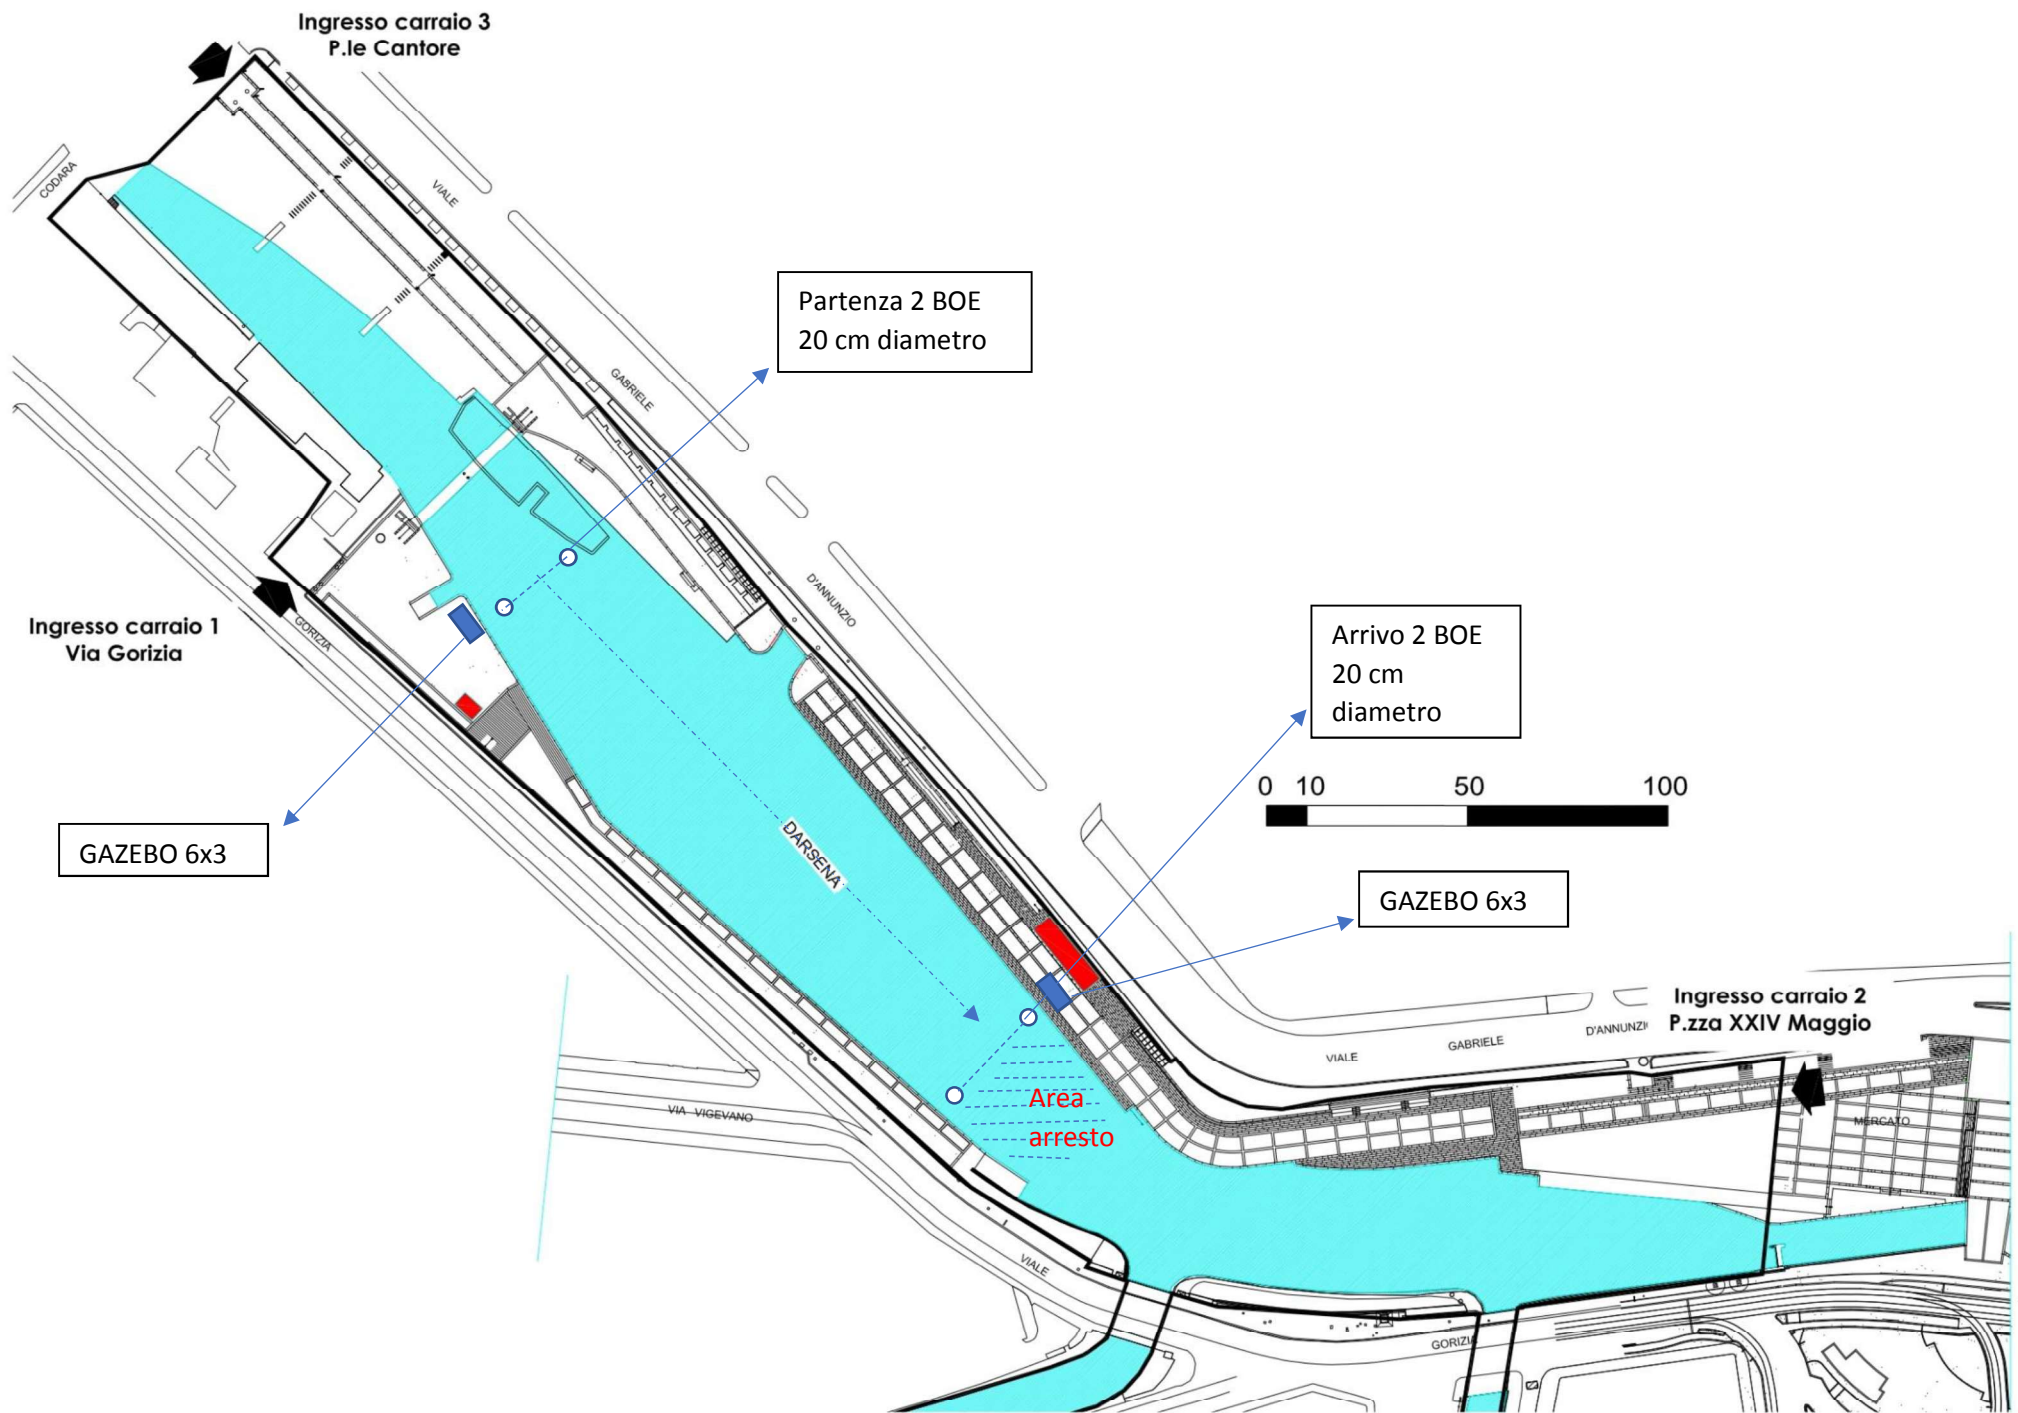 Ingresso carraio 3
P.le Cantore
CODARA
VIALE
Partenza 2 BOE
20 cm diametro
GABRIELE
D'ANNUNZIO
Ingresso carraio 1
Via Gorizia
GORIZIA
Arrivo 2 BOE
20 cm
diametro
0 10 50 100
GAZEBO 6x3
DARSENA
GAZEBO 6x3
Ingresso carraio 2
P.zza XXIV Maggio
VIALE
GABRIELE
D'ANNUNZI
Area
arresto
VIA VIGEVANO
MERCATO
VIALE
GORIZI